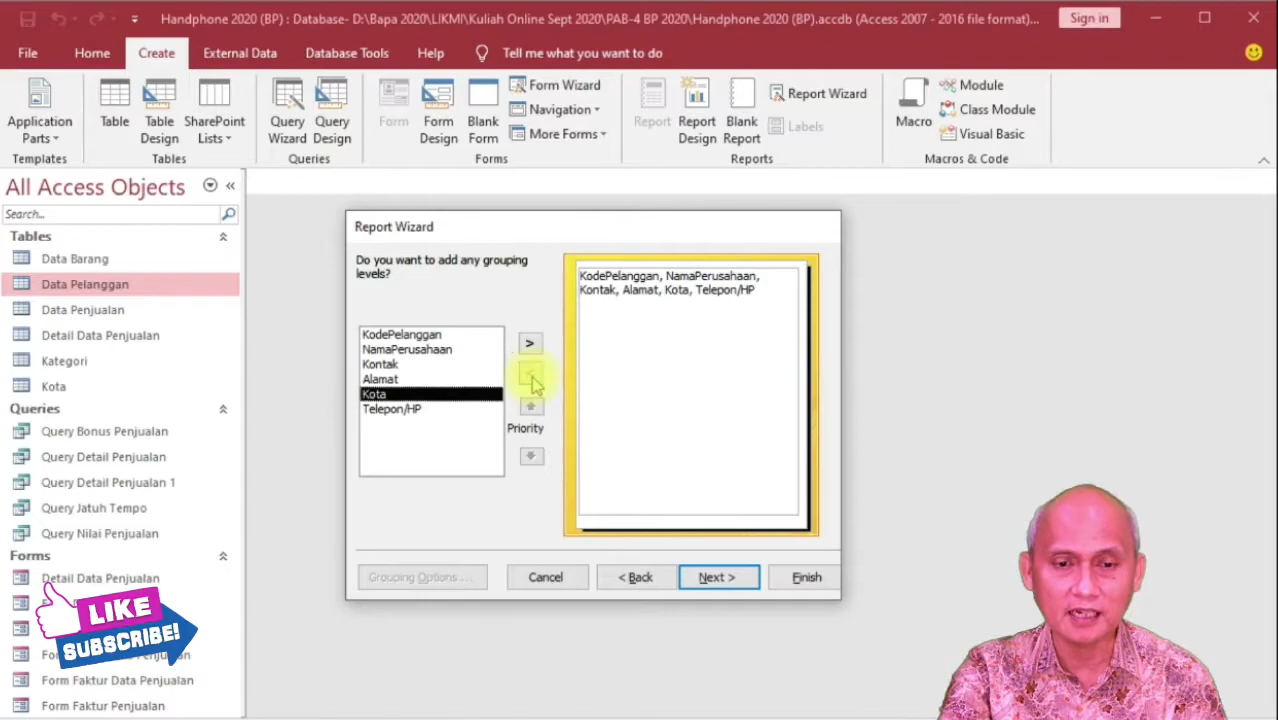 Handphone 2020 (BP) : Database- D:\Bapa 2020\LIKMI\Kuliah Online Sept 2020\PAB-4 BP 2020\Handphone 2020 (BP).accdb (Access 2007 - 2016 file format)...
Sign in
File
Home
Create
External Data
Database Tools
Help
Tell me what you want to do
Application Parts
Templates
Table
Table Design
SharePoint Lists
Tables
Query Wizard
Query Design
Queries
Form
Form Design
Blank Form
Form Wizard
Navigation
More Forms
Forms
Report
Report Design
Blank Report
Report Wizard
Labels
Reports
Macro
Module
Class Module
Visual Basic
Macros & Code
All Access Objects
Search...
Tables
Data Barang
Data Pelanggan
Data Penjualan
Detail Data Penjualan
Kategori
Kota
Queries
Query Bonus Penjualan
Query Detail Penjualan
Query Detail Penjualan 1
Query Jatuh Tempo
Query Nilai Penjualan
Forms
Detail Data Penjualan
Form Faktur Data Penjualan
Form Faktur Penjualan
LIKE
SUBSCRIBE!
Report Wizard
Do you want to add any grouping
levels?
KodePelanggan
NamaPerusahaan
Kontak
Alamat
Kota
Telepon/HP
>
<
Priority
KodePelanggan, NamaPerusahaan,
Kontak, Alamat, Kota, Telepon/HP
Grouping Options ...
Cancel
< Back
Next >
Finish